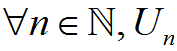 ∀n ∈ ℕ, Uₙ